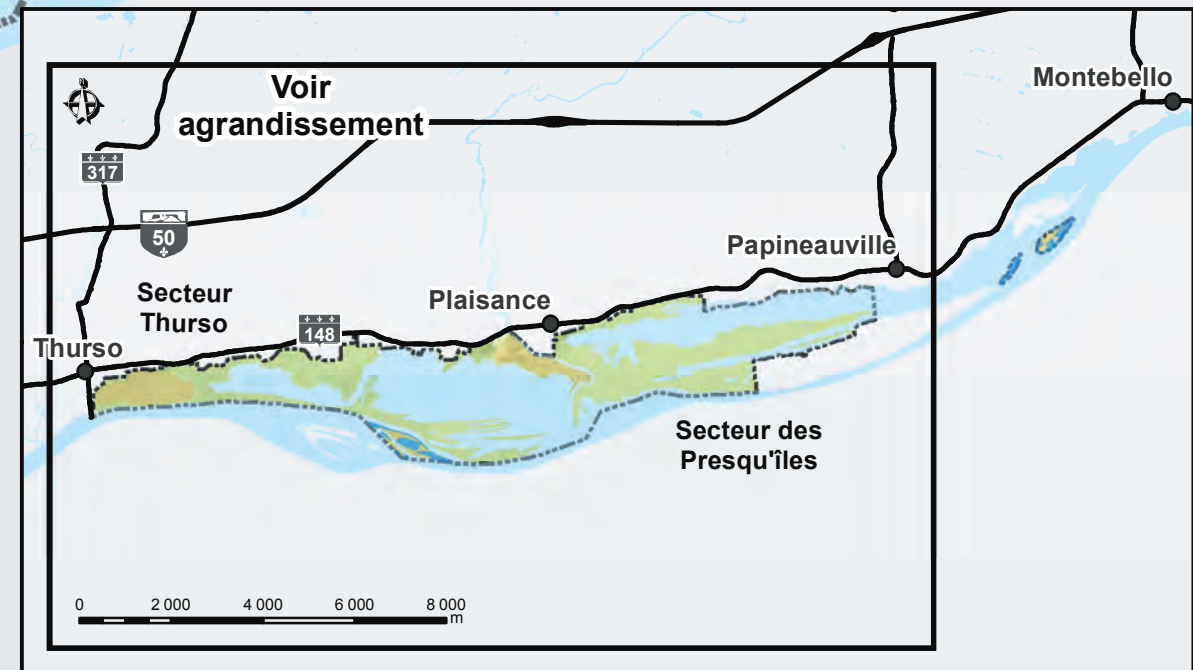 Voir
agrandissement
Montebello
317
50
Papineauville
Secteur
Thurso
Plaisance
148
Thurso
Secteur des
Presqu'îles
0 2 000 4 000 6 000 8 000
m